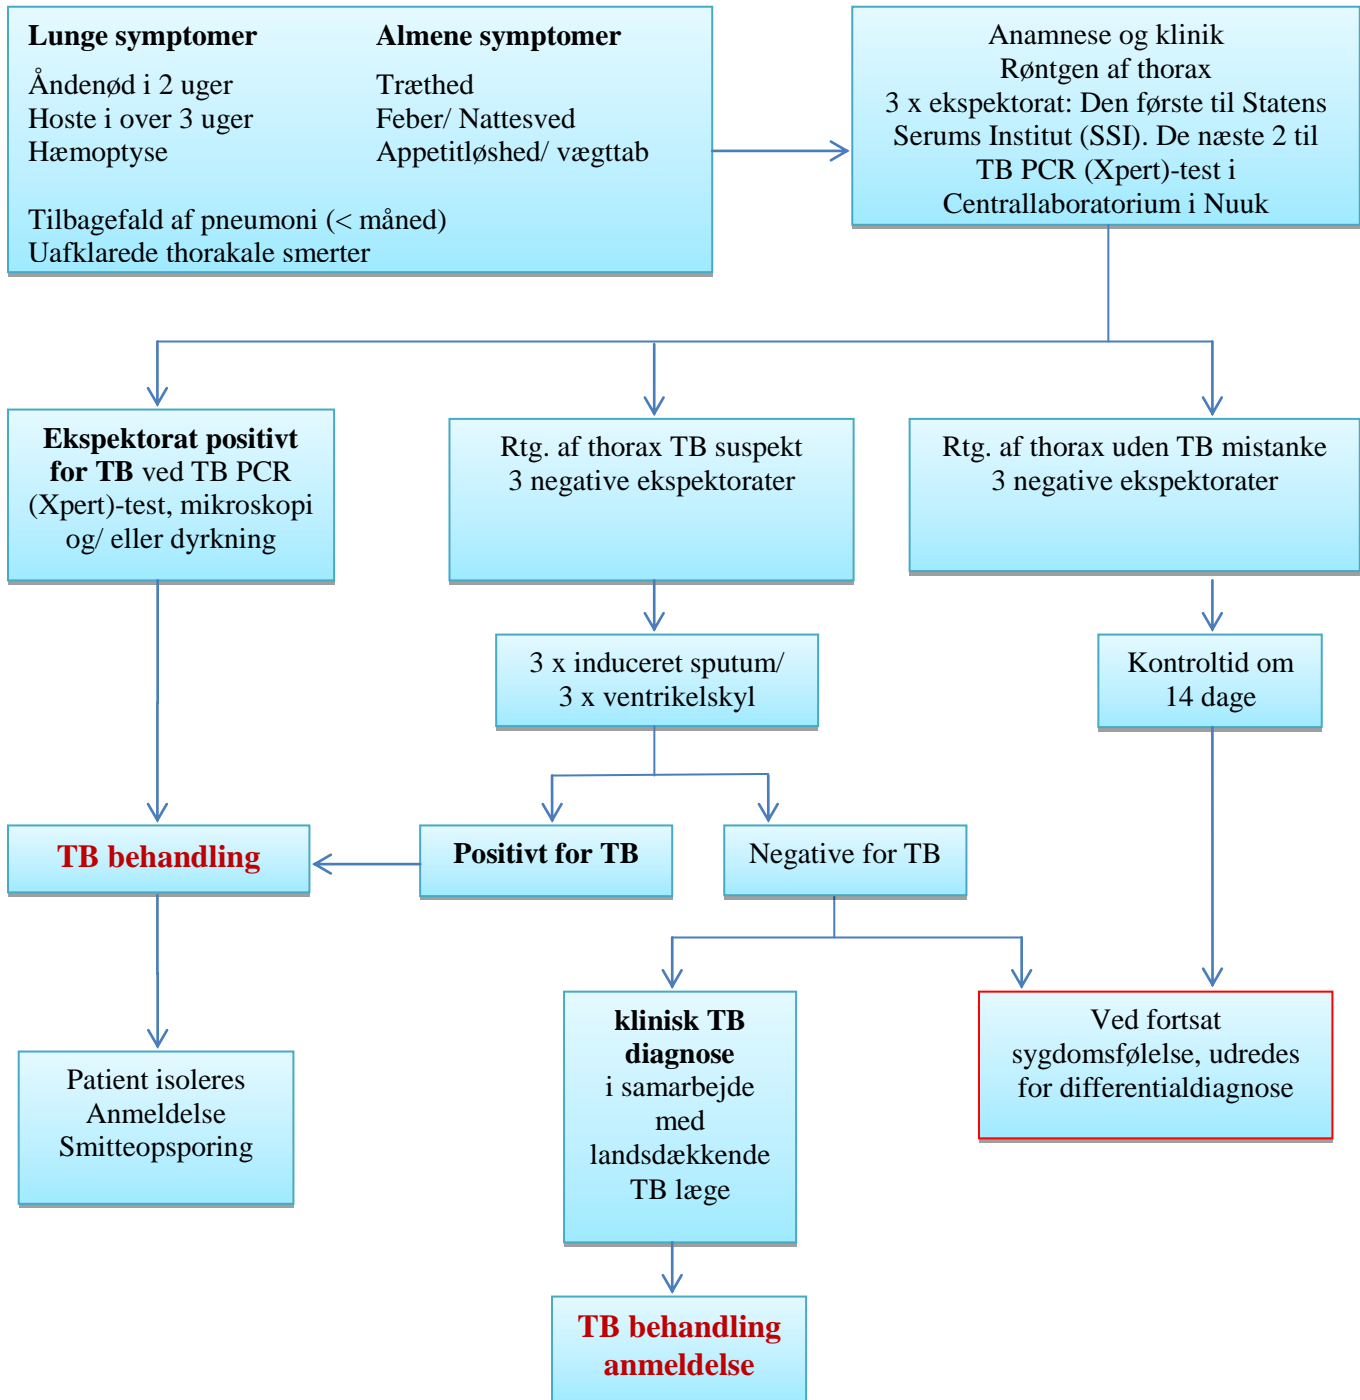 Lunge symptomer
Almene symptomer
Åndenød i 2 uger
Træthed
Hoste i over 3 uger
Feber/ Nattesved
Hæmoptyse
Appetitløshed/ vægttab
Tilbagefald af pneumoni (< måned)
Uafklarede thorakale smerter
Anamnese og klinik
Røntgen af thorax
3 x ekspektorat: Den første til Statens
Serums Institut (SSI). De næste 2 til
TB PCR (Xpert)-test i
Centrallaboratorium i Nuuk
Ekspektorat positivt
for TB ved TB PCR
(Xpert)-test, mikroskopi
og/ eller dyrkning
Rtg. af thorax TB suspekt
3 negative ekspektorater
Rtg. af thorax uden TB mistanke
3 negative ekspektorater
3 x induceret sputum/
3 x ventrikelskyl
Kontroltid om
14 dage
TB behandling
Positivt for TB
Negative for TB
Patient isoleres
Anmeldelse
Smitteopsporing
klinisk TB
diagnose
i samarbejde
med
landsdækkende
TB læge
Ved fortsat
sygdomsfølelse, udredes
for differentialdiagnose
TB behandling
anmeldelse